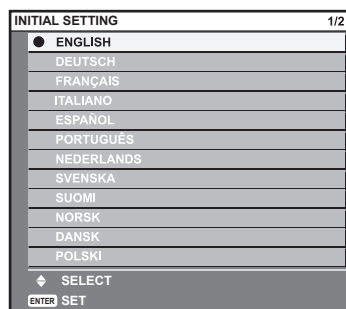 INITIAL SETTING 1/2
ENGLISH
DEUTSCH
FRANÇAIS
ITALIANO
ESPAÑOL
PORTUGUÊS
NEDERLANDS
SVENSKA
SUOMI
NORSK
DANSK
POLSKI
SELECT
ENTER SET